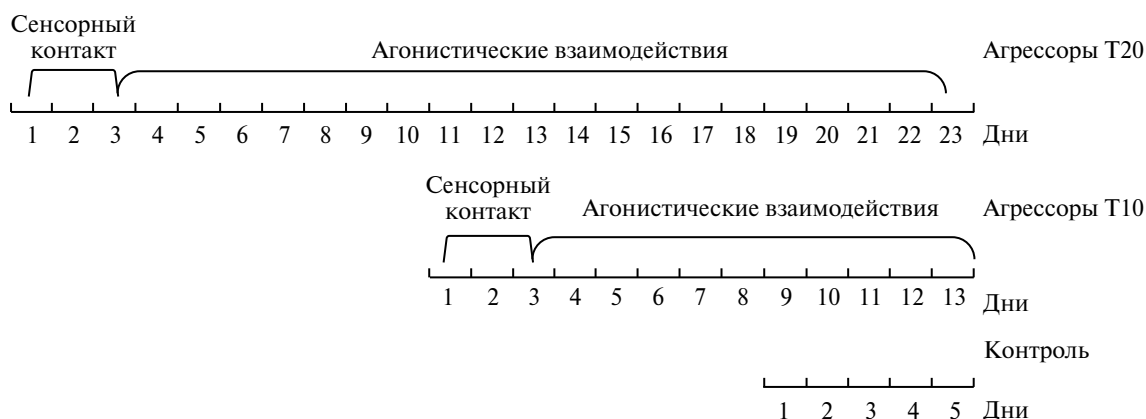 Сенсорный
контакт
Агонистические взаимодействия
Агрессоры Т20
1 2 3 4 5 6 7 8 9 10 11 12 13 14 15 16 17 18 19 20 21 22 23 Дни
Сенсорный
контакт
Агонистические взаимодействия
Агрессоры Т10
1 2 3 4 5 6 7 8 9 10 11 12 13 Дни
Контроль
1 2 3 4 5 Дни